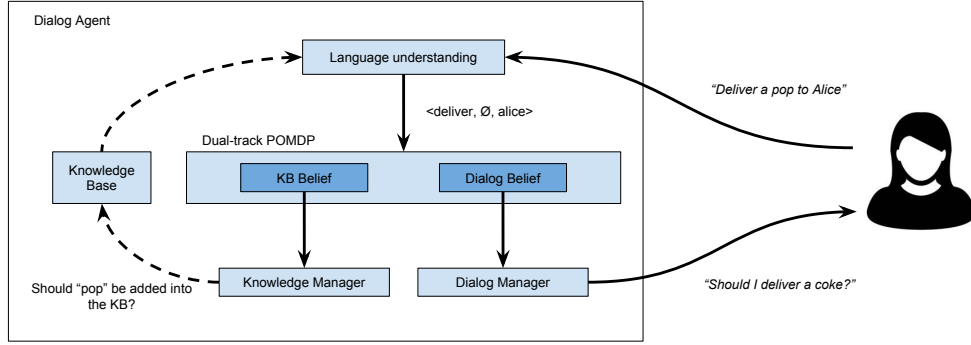 Dialog Agent
Language understanding
“Deliver a pop to Alice”
<deliver, Ø, alice>
Dual-track POMDP
Knowledge
Base
KB Belief
Dialog Belief
Should “pop” be added into
the KB?
Knowledge Manager
Dialog Manager
“Should I deliver a coke?”